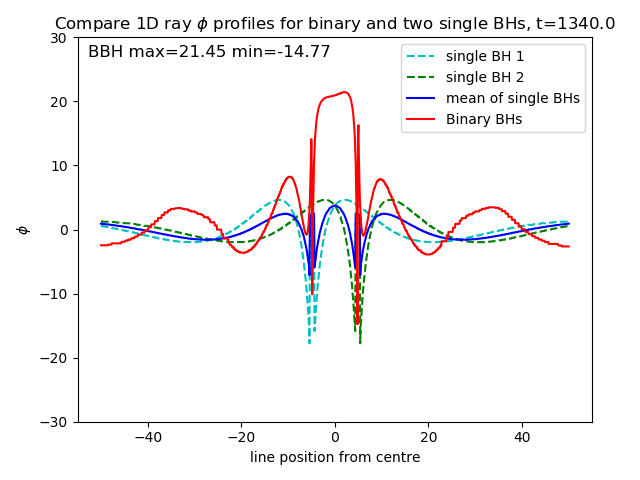 Compare 1D ray ϕ profiles for binary and two single BHs, t=1340.0
BBH max=21.45 min=-14.77
single BH 1
single BH 2
mean of single BHs
Binary BHs
30
20
10
0
−10
−20
−30
ϕ
−40
−20
0
20
40
line position from centre